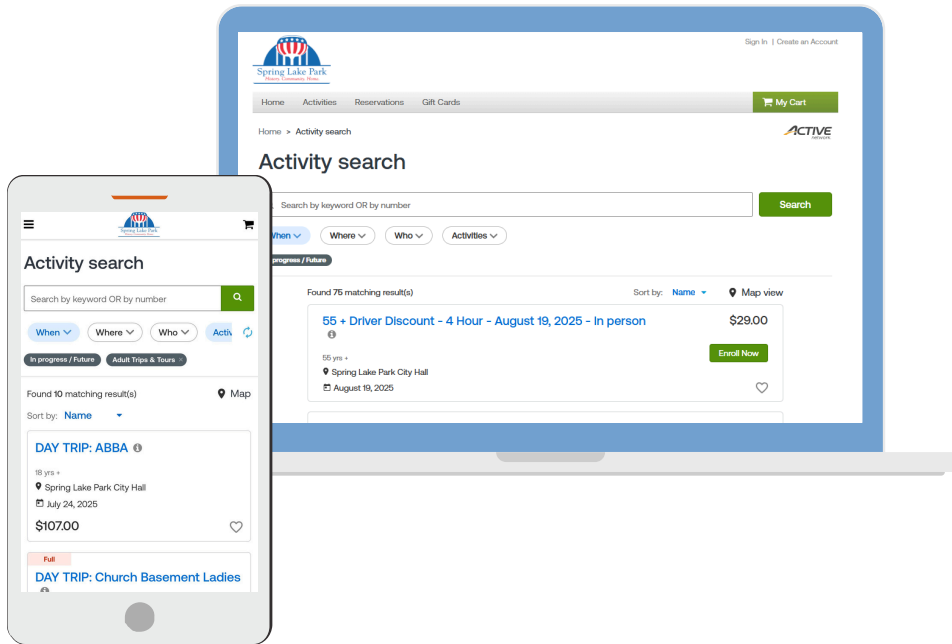 Sign In | Create an Account
Spring Lake Park
Home Activities Reservations Gift Cards
My Cart
Home > Activity search
ACTIVE
network
Activity search
Search by keyword OR by number
Search
When Where Who Activities
progress / Future
Found 75 matching result(s)
Sort by: Name
Map view
55 + Driver Discount - 4 Hour - August 19, 2025 - In person
$29.00
Enroll Now
55 yrs +
Spring Lake Park City Hall
August 19, 2025
Spring Lake Park
Activity search
Search by keyword OR by number
When Where Who Activ
In progress / Future Adult Trips & Tours ×
Found 10 matching result(s)
Map
Sort by: Name
DAY TRIP: ABBA
18 yrs +
Spring Lake Park City Hall
July 24, 2025
$107.00
Full
DAY TRIP: Church Basement Ladies